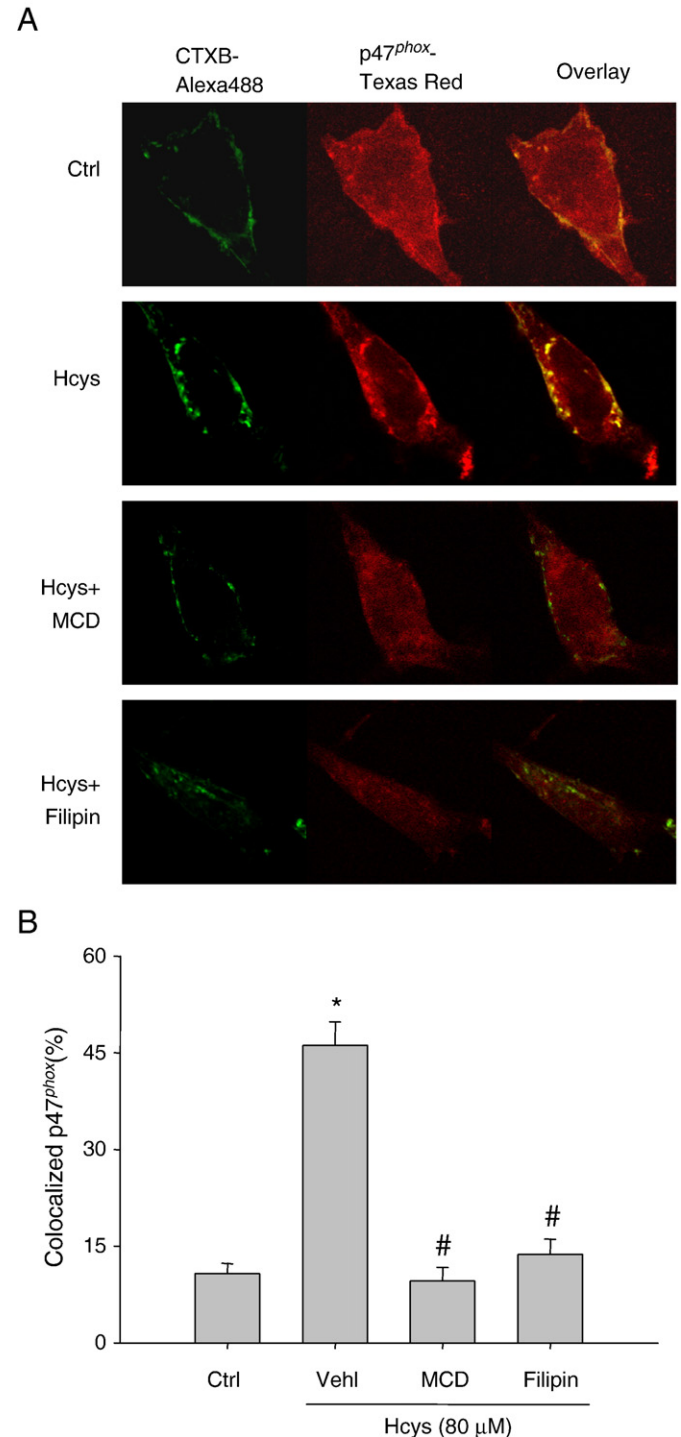 A
CTXB-
Alexa488
p47phox-
Texas Red
Overlay
Ctrl
Hcys
Hcys+
MCD
Hcys+
Filipin
B
Colocalized p47phox(%)
60
45
30
15
0
*
#
#
Ctrl
Vehl
MCD
Filipin
Hcys (80 μM)